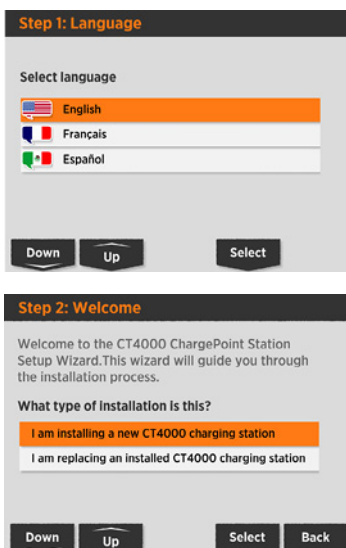 Step 1: Language
Select language
English
Français
Español
Down Up Select
Step 2: Welcome
Welcome to the CT4000 ChargePoint Station
Setup Wizard.This wizard will guide you through
the installation process.
What type of installation is this?
I am installing a new CT4000 charging station
I am replacing an installed CT4000 charging station
Down Up Select Back